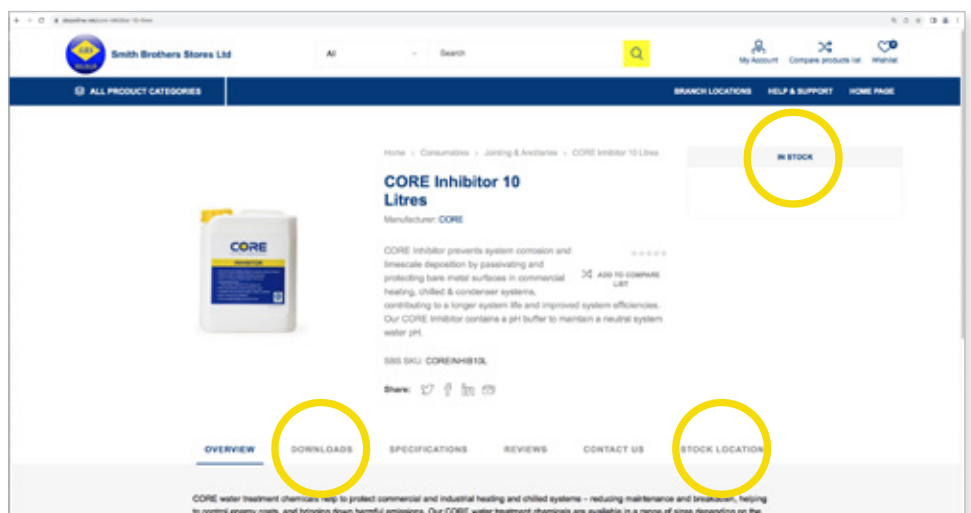 Smith Brothers Stores Ltd
All
Search
My Account
Compare products list
Wishlist
ALL PRODUCT CATEGORIES
BRANCH LOCATIONS
HELP & SUPPORT
HOME PAGE
Home > Consumables > Jointing & Ancillaries > CORE Inhibitor 10 Litres
IN STOCK
CORE Inhibitor 10
Litres
Manufacturer: CORE
CORE
INHIBITOR
CORE Inhibitor prevents system corrosion and
limescale deposition by passivating and
protecting bare metal surfaces in commercial
heating, chilled & condenser systems,
contributing to a longer system life and improved system efficiencies.
Our CORE Inhibitor contains a pH buffer to maintain a neutral system
water pH.
ADD TO COMPARE
LIST
SBS SKU: COREINHIB10L
Share:
OVERVIEW
DOWNLOADS
SPECIFICATIONS
REVIEWS
CONTACT US
STOCK LOCATION
CORE water treatment chemicals help to protect commercial and industrial heating and chilled systems – reducing maintenance and breakdown, helping
to control energy costs, and bringing down harmful emissions. Our CORE water treatment chemicals are available in a range of sizes depending on the